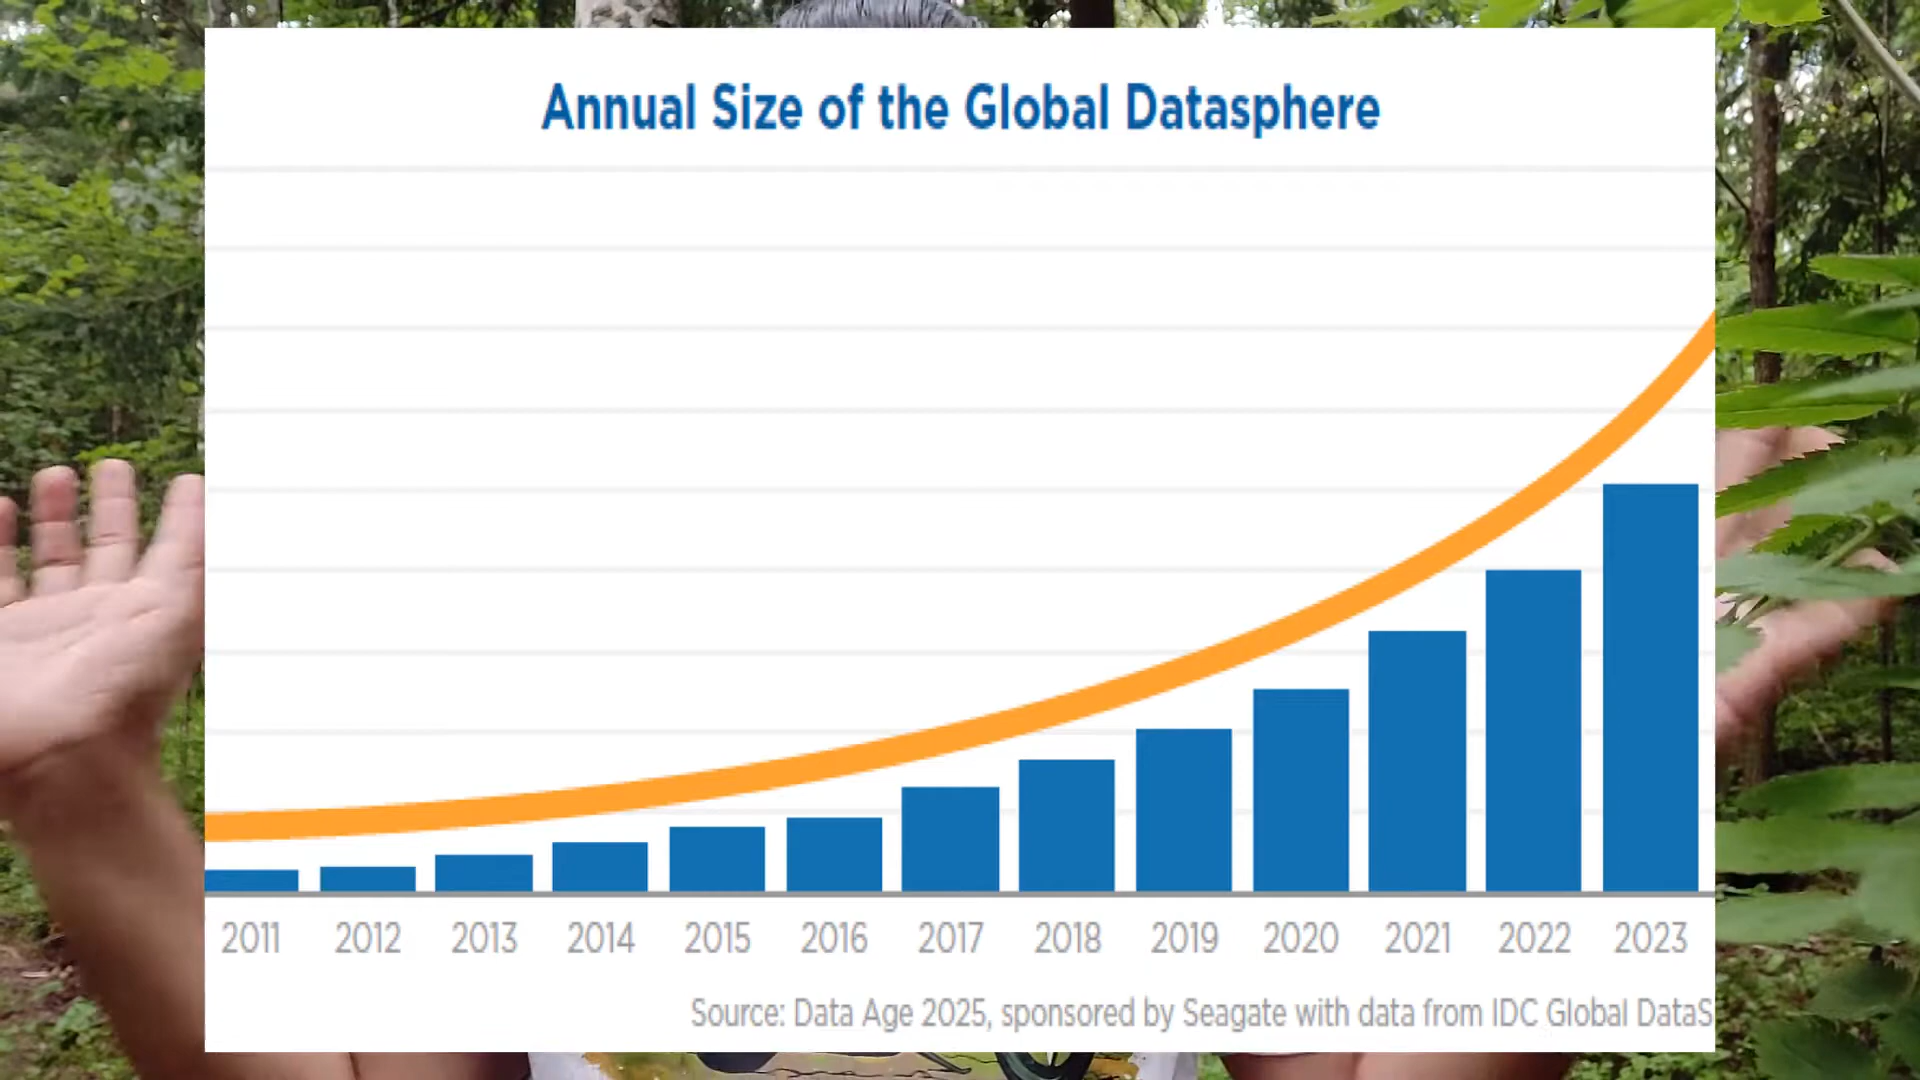 Annual Size of the Global Datasphere
2011 2012 2013 2014 2015 2016 2017 2018 2019 2020 2021 2022 2023
Source: Data Age 2025, sponsored by Seagate with data from IDC Global DataS